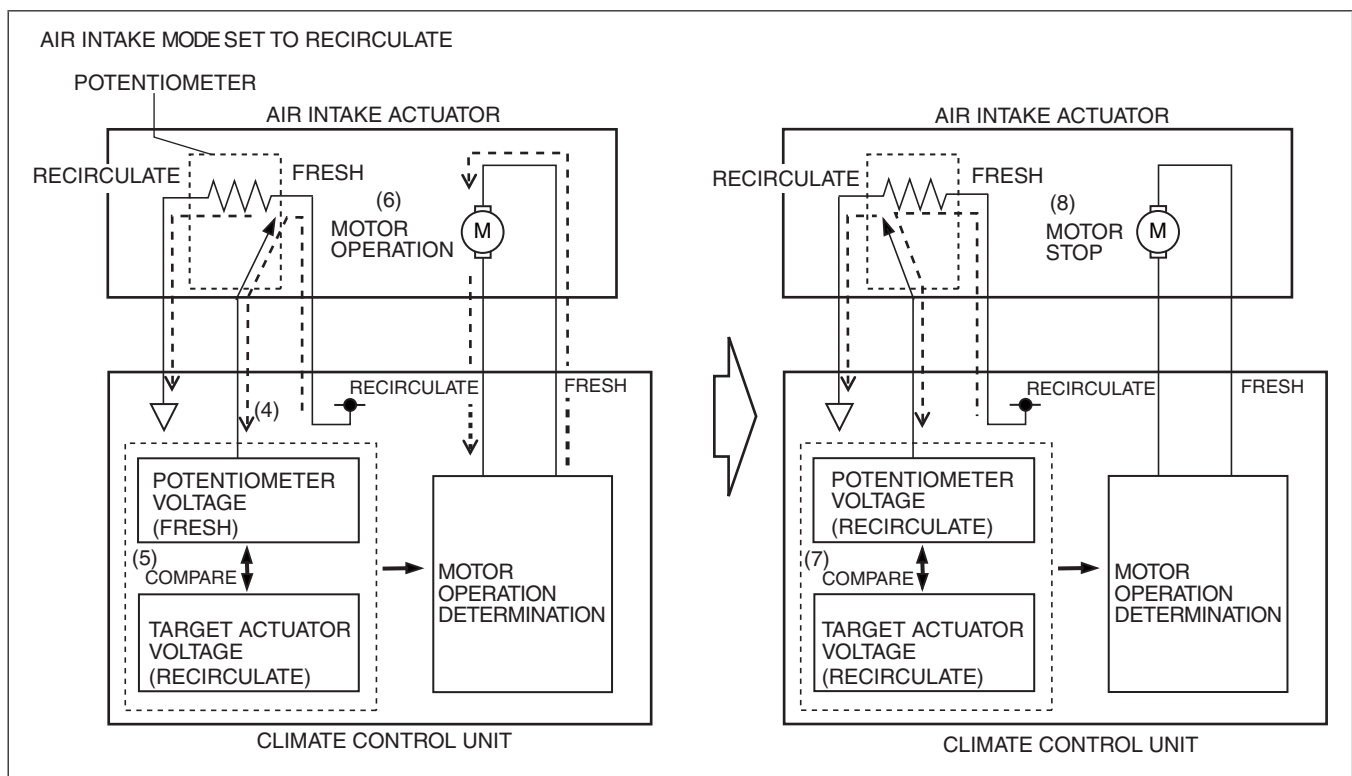 AIR INTAKE MODE SET TO RECIRCULATE
POTENTIOMETER
AIR INTAKE ACTUATOR
RECIRCULATE
FRESH
(6)
MOTOR
OPERATION
M
RECIRCULATE
FRESH
(4)
POTENTIOMETER
VOLTAGE
(FRESH)
(5)
COMPARE
TARGET ACTUATOR
VOLTAGE
(RECIRCULATE)
MOTOR
OPERATION
DETERMINATION
CLIMATE CONTROL UNIT
AIR INTAKE ACTUATOR
RECIRCULATE
FRESH
(8)
MOTOR
STOP
M
RECIRCULATE
FRESH
POTENTIOMETER
VOLTAGE
(RECIRCULATE)
(7)
COMPARE
TARGET ACTUATOR
VOLTAGE
(RECIRCULATE)
MOTOR
OPERATION
DETERMINATION
CLIMATE CONTROL UNIT